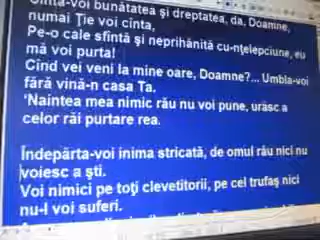 Cînta-voi bunătatea şi dreptatea, da, Doamne,
numai Ţie voi cînta,
Pe-o cale sfîntă şi neprihănită cu-nţelepciune, eu
mă voi purta!
Cînd vei veni la mine oare, Doamne?... Umbla-voi
fără vină-n casa Ta.
'Naintea mea nimic rău nu voi pune, urăsc a
celor răi purtare rea.
Îndepărta-voi inima stricată, de omul rău nici nu
voiesc a şti.
Voi nimici pe toţi clevetitorii, pe cel trufaş nici
nu-l voi suferi.